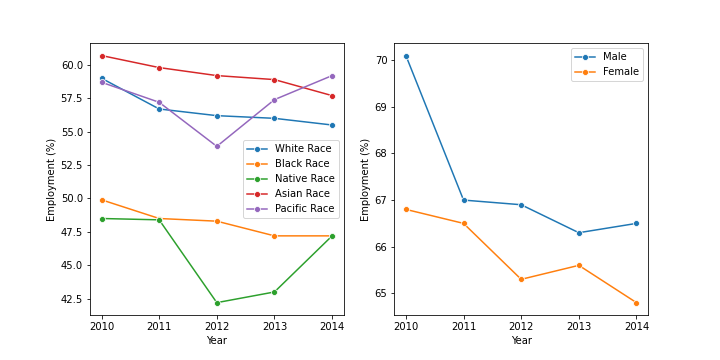 60.0
57.5
55.0
52.5
50.0
47.5
45.0
42.5
Employment (%)
2010 2011 2012 2013 2014
Year
White Race
Black Race
Native Race
Asian Race
Pacific Race
70
69
68
67
66
65
Employment (%)
2010 2011 2012 2013 2014
Year
Male
Female